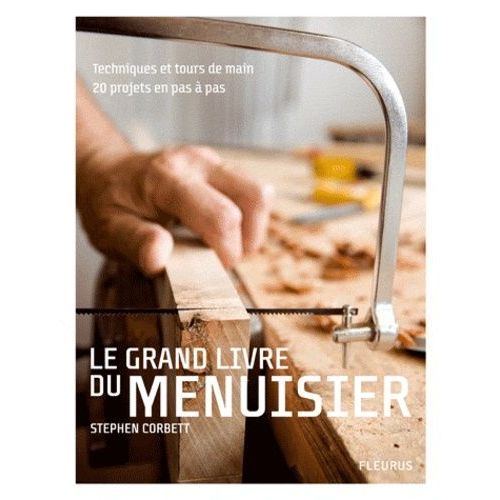 Techniques et tours de main
20 projets en pas à pas
LE GRAND LIVRE
DU MENUISIER
STEPHEN CORBETT
FLEURUS